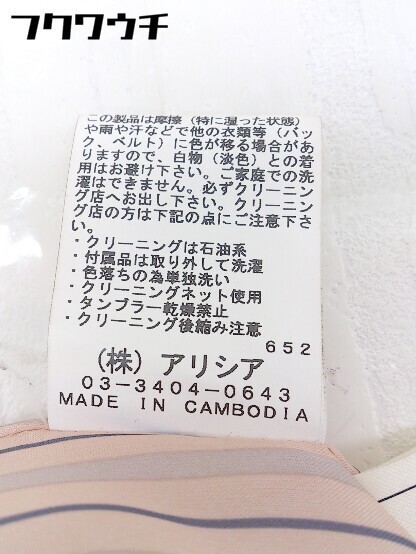 フクワウチ
この製品は摩擦(特に湿った状態)
や雨や汗などで他の衣類等(バッ
ク、ベルト)に色が移る場合があ
りますので、白物(淡色)との着
用はお避け下さい。ご家庭での洗
濯はできません。必ずクリーニン
グ店へお出し下さい。クリーニン
グ店の方は下記の点にご注意下さ
い。
・クリーニングは石油系
・付属品は取り外して洗濯
・色落ちの為単独洗い
・クリーニングネット使用
・タンブラー乾燥禁止
・クリーニング後縮み注意
652
(株)アリシア
03-3404-0643
MADE IN CAMBODIA